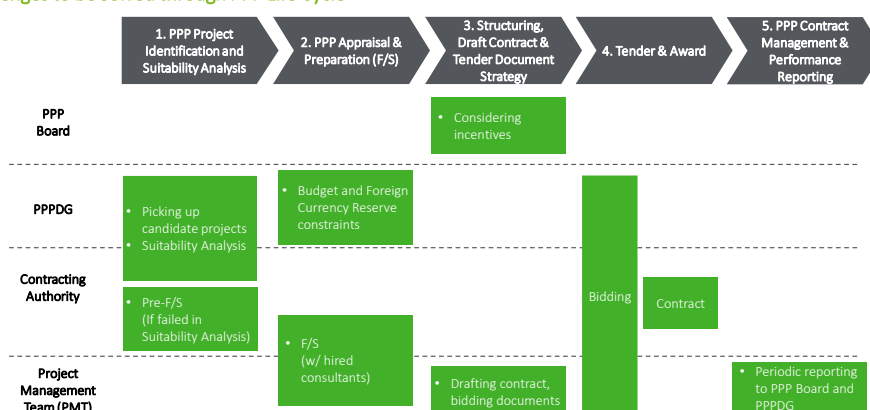 1. PPP Project
Identification and
Suitability Analysis
2. PPP Appraisal &
Preparation (F/S)
3. Structuring,
Draft Contract &
Tender Document
Strategy
4. Tender & Award
5. PPP Contract
Management &
Performance
Reporting
PPP
Board
• Considering
incentives
PPPDG
• Picking up
candidate projects
• Suitability Analysis
• Budget and Foreign
Currency Reserve
constraints
Contracting
Authority
• Pre-F/S
(If failed in
Suitability Analysis)
• F/S
(w/ hired
consultants)
Bidding
Contract
Project
Management
Team (PMT)
• Drafting contract,
bidding documents
• Periodic reporting
to PPP Board and
PPPDG